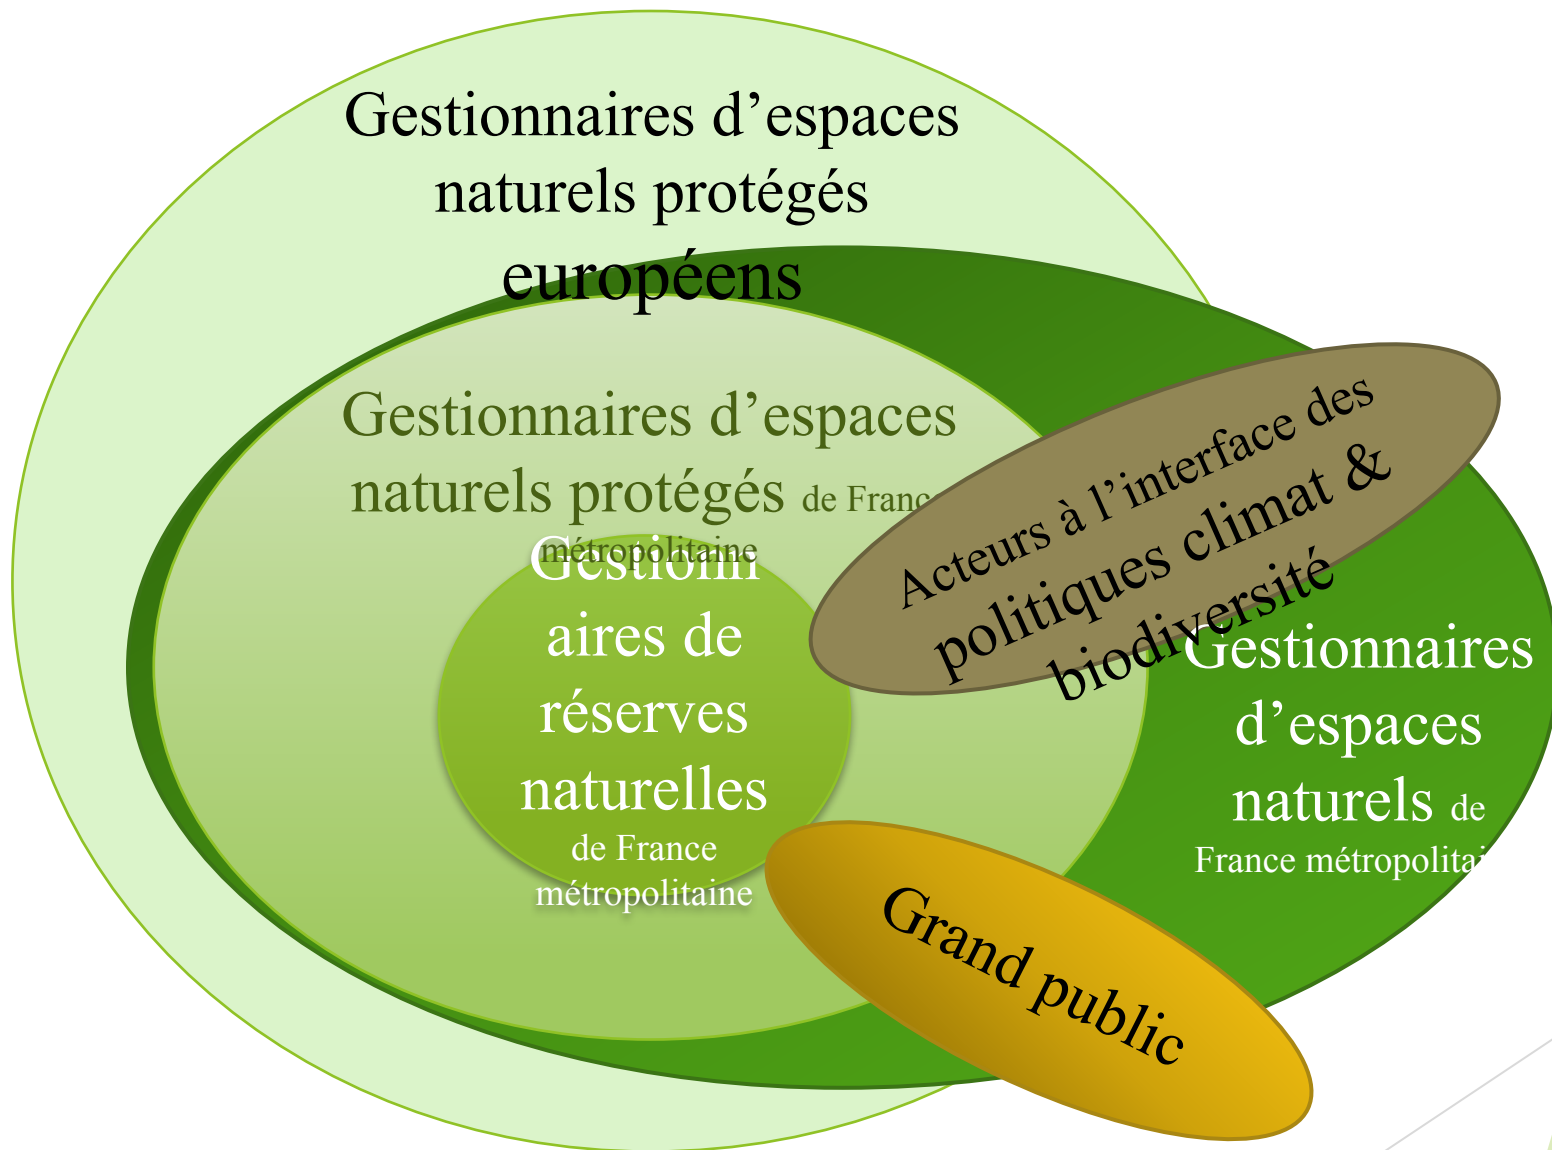 Gestionnaires d’espaces
naturels protégés
européens
Gestionnaires d’espaces
naturels protégés de Franc
métropolitaine
Gestionn
aires de
réserves
naturelles
de France
métropolitaine
Acteurs à l’interface des
politiques climat &
biodiversité
Gestionnaires
d’espaces
naturels de
France métropolitai
Grand public